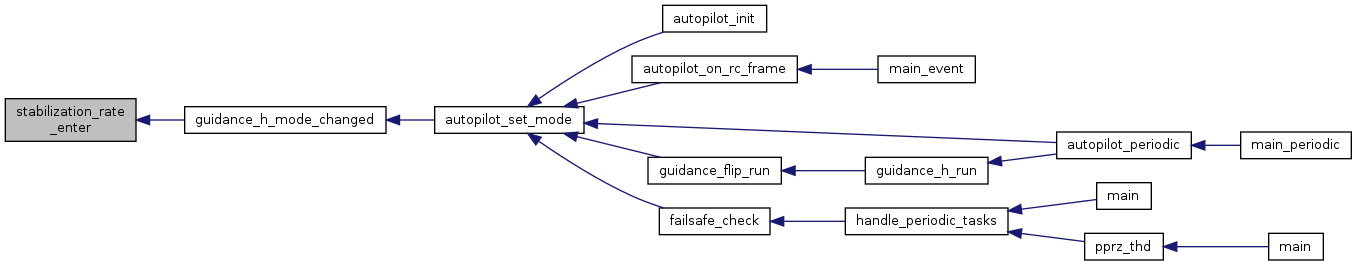 stabilization_rate
_enter
guidance_h_mode_changed
autopilot_set_mode
autopilot_init
autopilot_on_rc_frame
main_event
autopilot_periodic
main_periodic
guidance_flip_run
guidance_h_run
failsafe_check
handle_periodic_tasks
main
pprz_thd
main